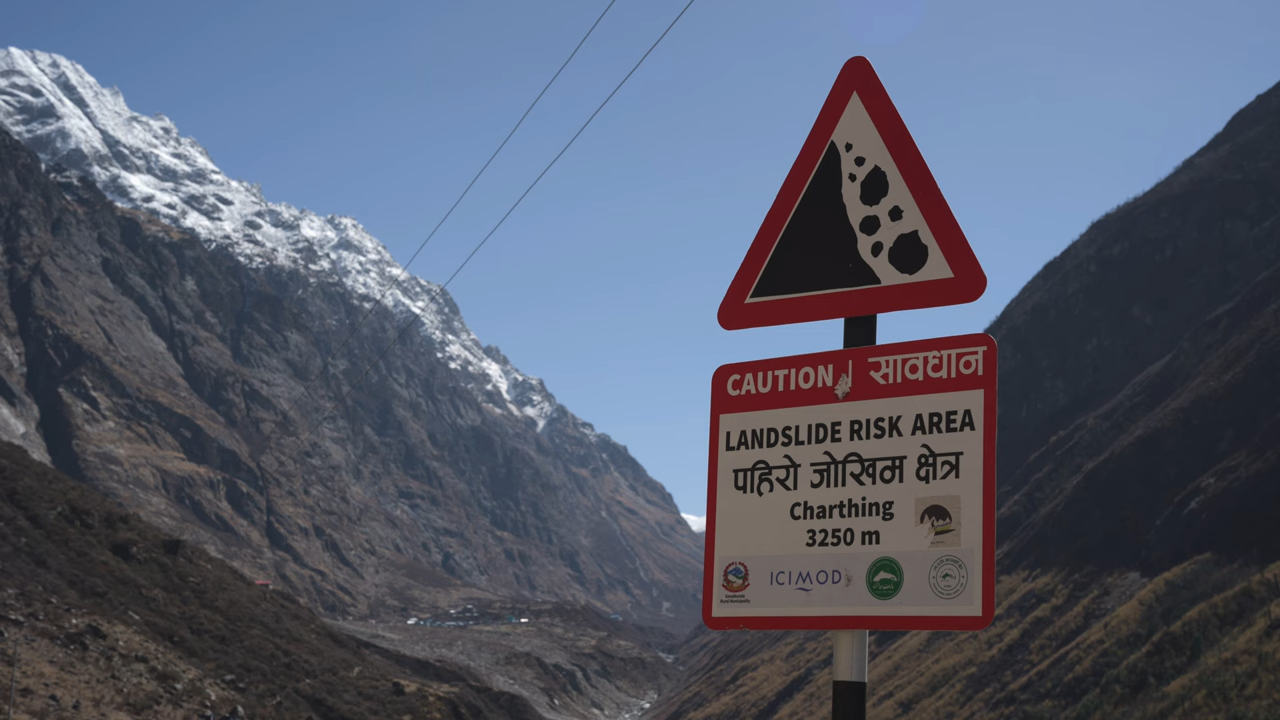 CAUTION सावधान
LANDSLIDE RISK AREA
पहिरो जोखिम क्षेत्र
Charthing
3250 m
ICIMOD